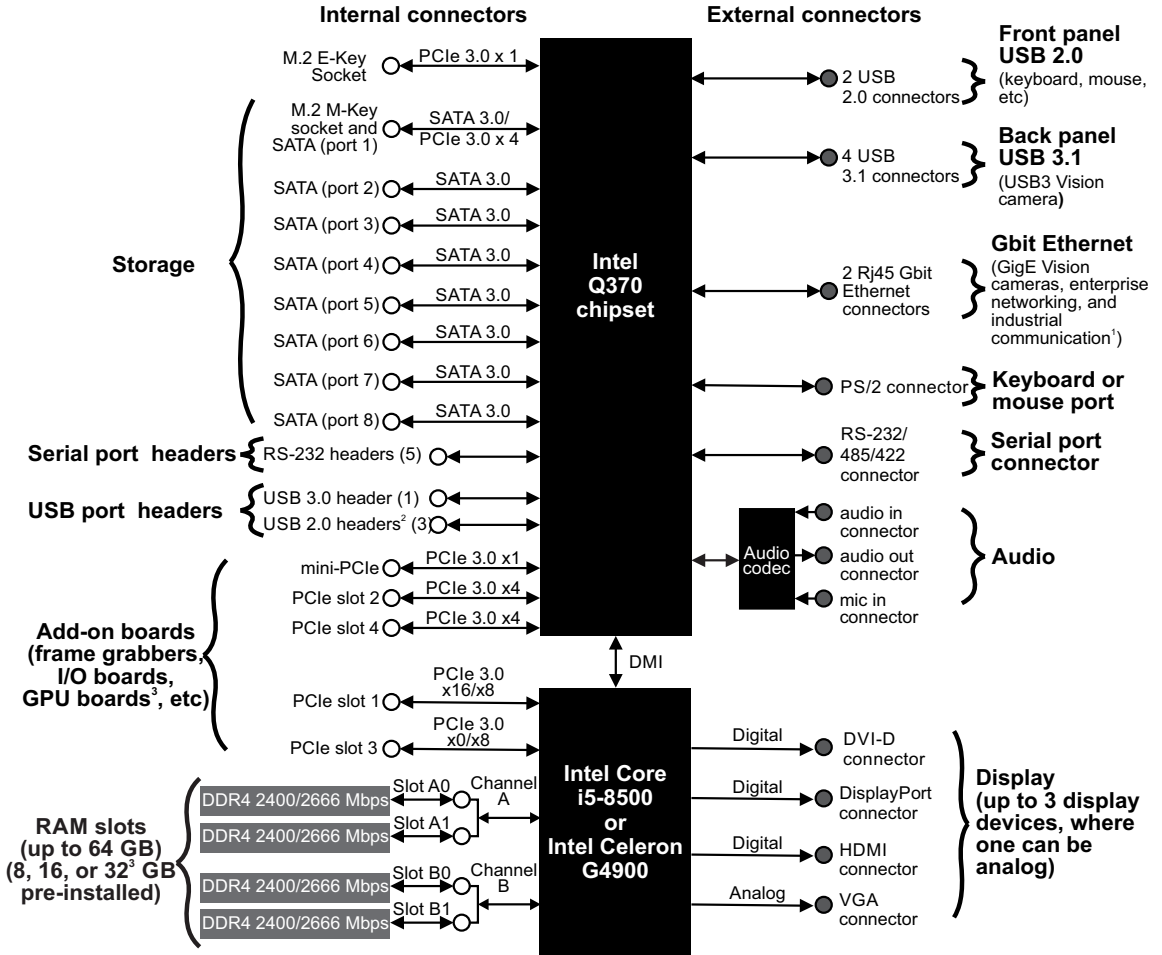 Internal connectors
External connectors
M.2 E-Key
Socket
PCIe 3.0 x 1
M.2 M-Key
socket and
SATA (port 1)
SATA 3.0/
PCIe 3.0 x 4
SATA (port 2)
SATA 3.0
SATA (port 3)
SATA 3.0
SATA (port 4)
SATA 3.0
SATA (port 5)
SATA 3.0
SATA (port 6)
SATA 3.0
SATA (port 7)
SATA 3.0
SATA (port 8)
SATA 3.0
Storage
Serial port headers
RS-232 headers (5)
USB port headers
USB 3.0 header (1)
USB 2.0 headers² (3)
mini-PCIe
PCIe 3.0 x1
PCIe slot 2
PCIe 3.0 x4
PCIe slot 4
PCIe 3.0 x4
Add-on boards
(frame grabbers,
I/O boards,
GPU boards³, etc)
PCIe slot 1
PCIe 3.0
x16/x8
PCIe slot 3
PCIe 3.0
x0/x8
RAM slots
(up to 64 GB)
(8, 16, or 32³ GB
pre-installed)
DDR4 2400/2666 Mbps
Slot A0
DDR4 2400/2666 Mbps
Slot A1
Channel
A
DDR4 2400/2666 Mbps
Slot B0
DDR4 2400/2666 Mbps
Slot B1
Channel
B
Intel
Q370
chipset
DMI
Intel Core
i5-8500
or
Intel Celeron
G4900
2 USB
2.0 connectors
Front panel
USB 2.0
(keyboard, mouse,
etc)
4 USB
3.1 connectors
Back panel
USB 3.1
(USB3 Vision
camera)
2 Rj45 Gbit
Ethernet
connectors
Gbit Ethernet
(GigE Vision
cameras, enterprise
networking, and
industrial
communication¹)
PS/2 connector
Keyboard or
mouse port
RS-232/
485/422
connector
Serial port
connector
Audio
codec
audio in
connector
audio out
connector
mic in
connector
Audio
Digital
DVI-D
connector
Digital
DisplayPort
connector
Digital
HDMI
connector
Analog
VGA
connector
Display
(up to 3 display
devices, where
one can be
analog)